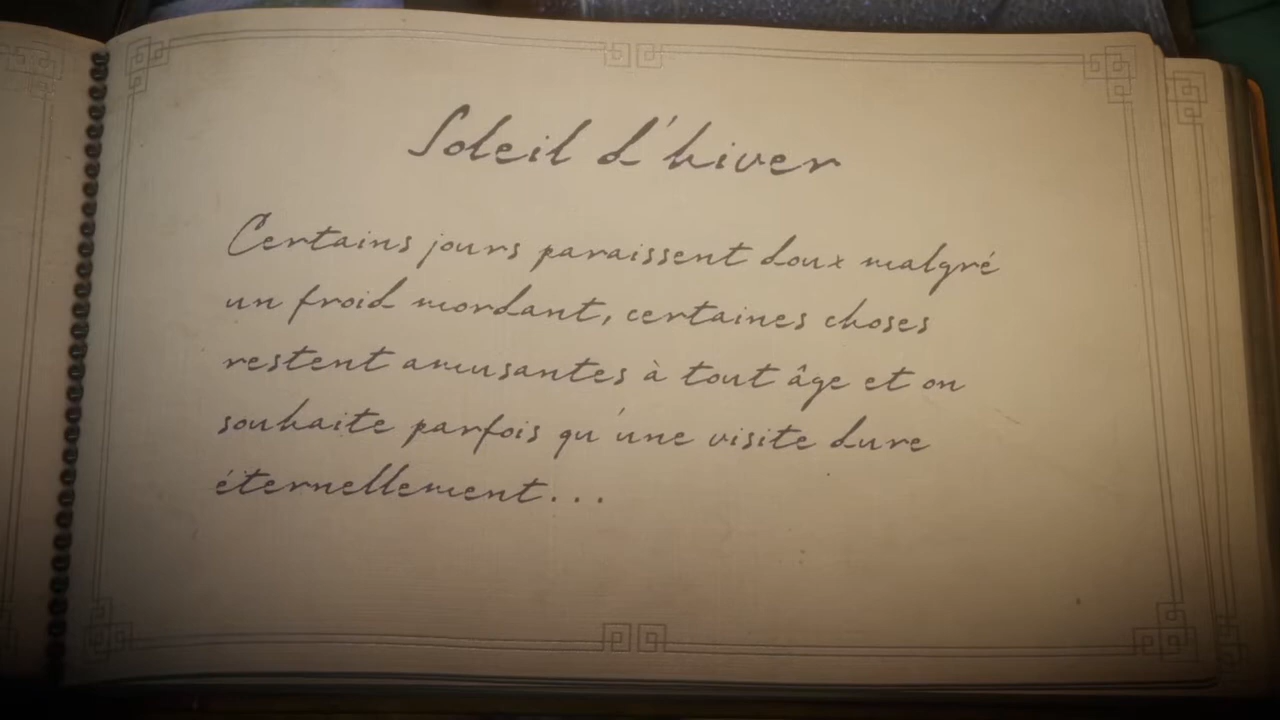 Soleil d'hiver
Certains jours paraissent doux malgré
un froid mordant, certaines choses
restent amusantes à tout âge et on
souhaite parfois qu'une visite dure
éternellement...